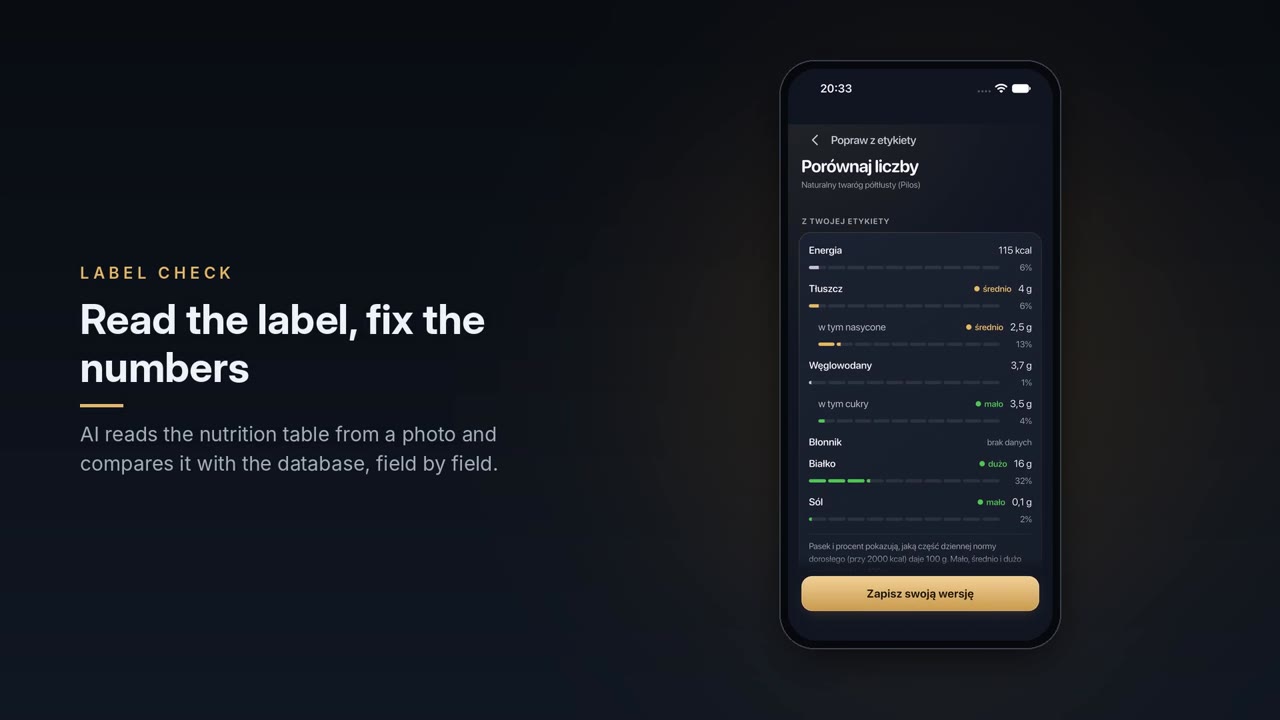 LABEL CHECK
Read the label, fix the
numbers
AI reads the nutrition table from a photo and
compares it with the database, field by field.
20:33
Popraw z etykiety
Porównaj liczby
Naturalny twaróg półtłusty (Pilos)
Z TWOJEJ ETYKIETY
Energia 115 kcal
6%
Tłuszcz średnio 4 g
6%
w tym nasycone średnio 2,5 g
13%
Węglowodany 3,7 g
1%
w tym cukry mało 3,5 g
4%
Błonnik brak danych
Białko dużo 16 g
32%
Sól mało 0,1 g
2%
Pasek i procent pokazują, jaką część dziennej normy
dorosłego (przy 2000 kcal) daje 100 g. Mało, średnio i dużo
Zapisz swoją wersję